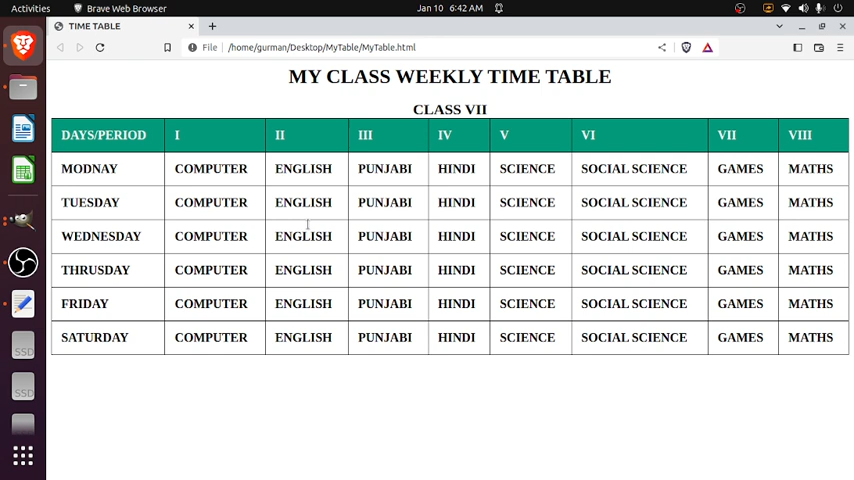 Activities Brave Web Browser Jan 10 6:42 AM
TIME TABLE
File /home/gurman/Desktop/MyTable/MyTable.html
MY CLASS WEEKLY TIME TABLE
CLASS VII
DAYS/PERIOD I II III IV V VI VII VIII
MODNAY COMPUTER ENGLISH PUNJABI HINDI SCIENCE SOCIAL SCIENCE GAMES MATHS
TUESDAY COMPUTER ENGLISH PUNJABI HINDI SCIENCE SOCIAL SCIENCE GAMES MATHS
WEDNESDAY COMPUTER ENGLISH PUNJABI HINDI SCIENCE SOCIAL SCIENCE GAMES MATHS
THRUSDAY COMPUTER ENGLISH PUNJABI HINDI SCIENCE SOCIAL SCIENCE GAMES MATHS
FRIDAY COMPUTER ENGLISH PUNJABI HINDI SCIENCE SOCIAL SCIENCE GAMES MATHS
SATURDAY COMPUTER ENGLISH PUNJABI HINDI SCIENCE SOCIAL SCIENCE GAMES MATHS
SSD
SSD